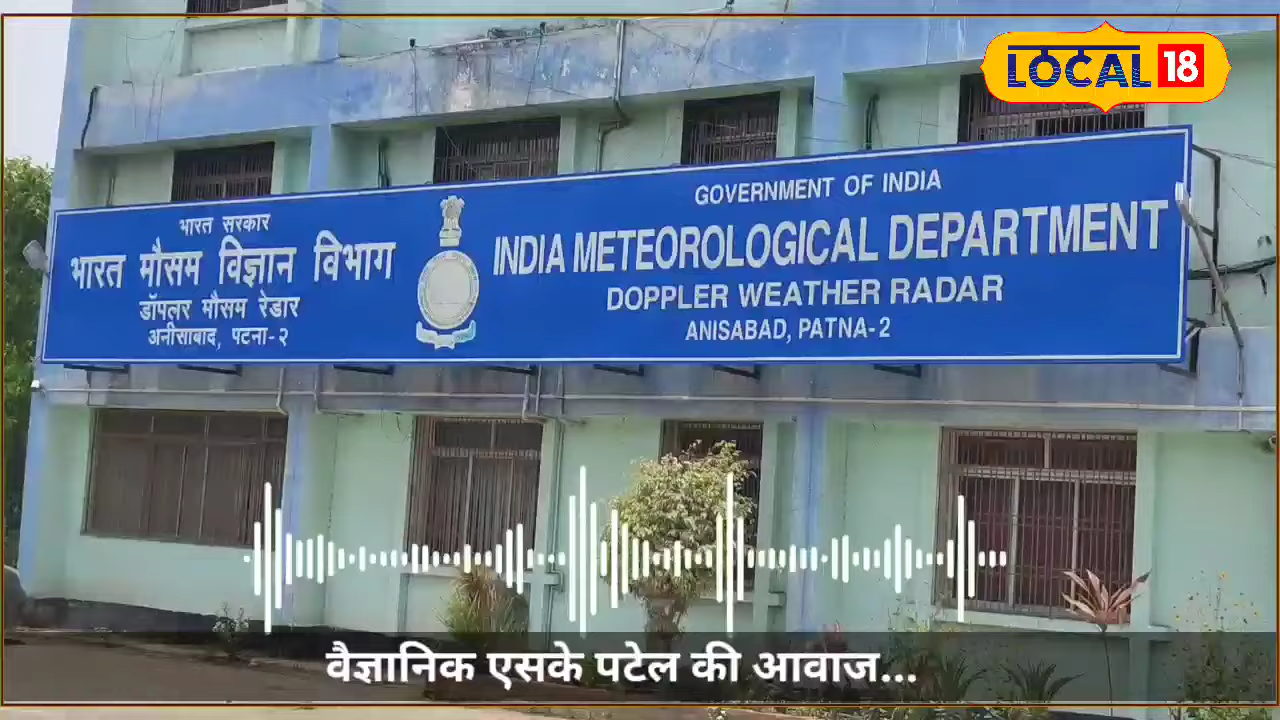 LOCAL 18
भारत सरकार
भारत मौसम विज्ञान विभाग
डॉपलर मौसम रेडार
अनीसाबाद, पटना-२
GOVERNMENT OF INDIA
INDIA METEOROLOGICAL DEPARTMENT
DOPPLER WEATHER RADAR
ANISABAD, PATNA-2
वैज्ञानिक एसके पटेल की आवाज...